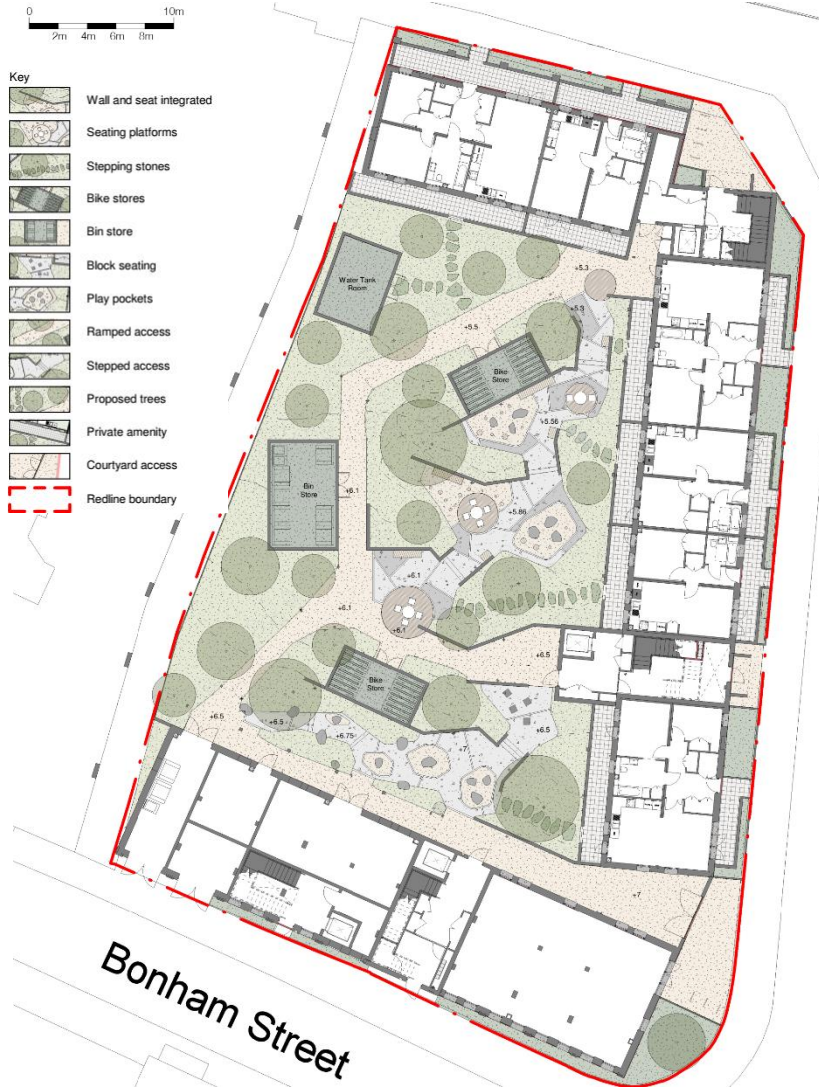 0 10m
2m 4m 6m 8m
Key
Wall and seat integrated
Seating platforms
Stepping stones
Bike stores
Bin store
Block seating
Play pockets
Ramped access
Stepped access
Proposed trees
Private amenity
Courtyard access
Redline boundary
Water Tank
Room
+5.3
+5.3
+5.5
Bike
Store
+5.56
Bin
Store
+6.1
+5.86
+6.1
+6.1
+6.1
+6.5
Bike
Store
+6.5
+6.5
+6.75
+7
+6.5
+7
Bonham Street